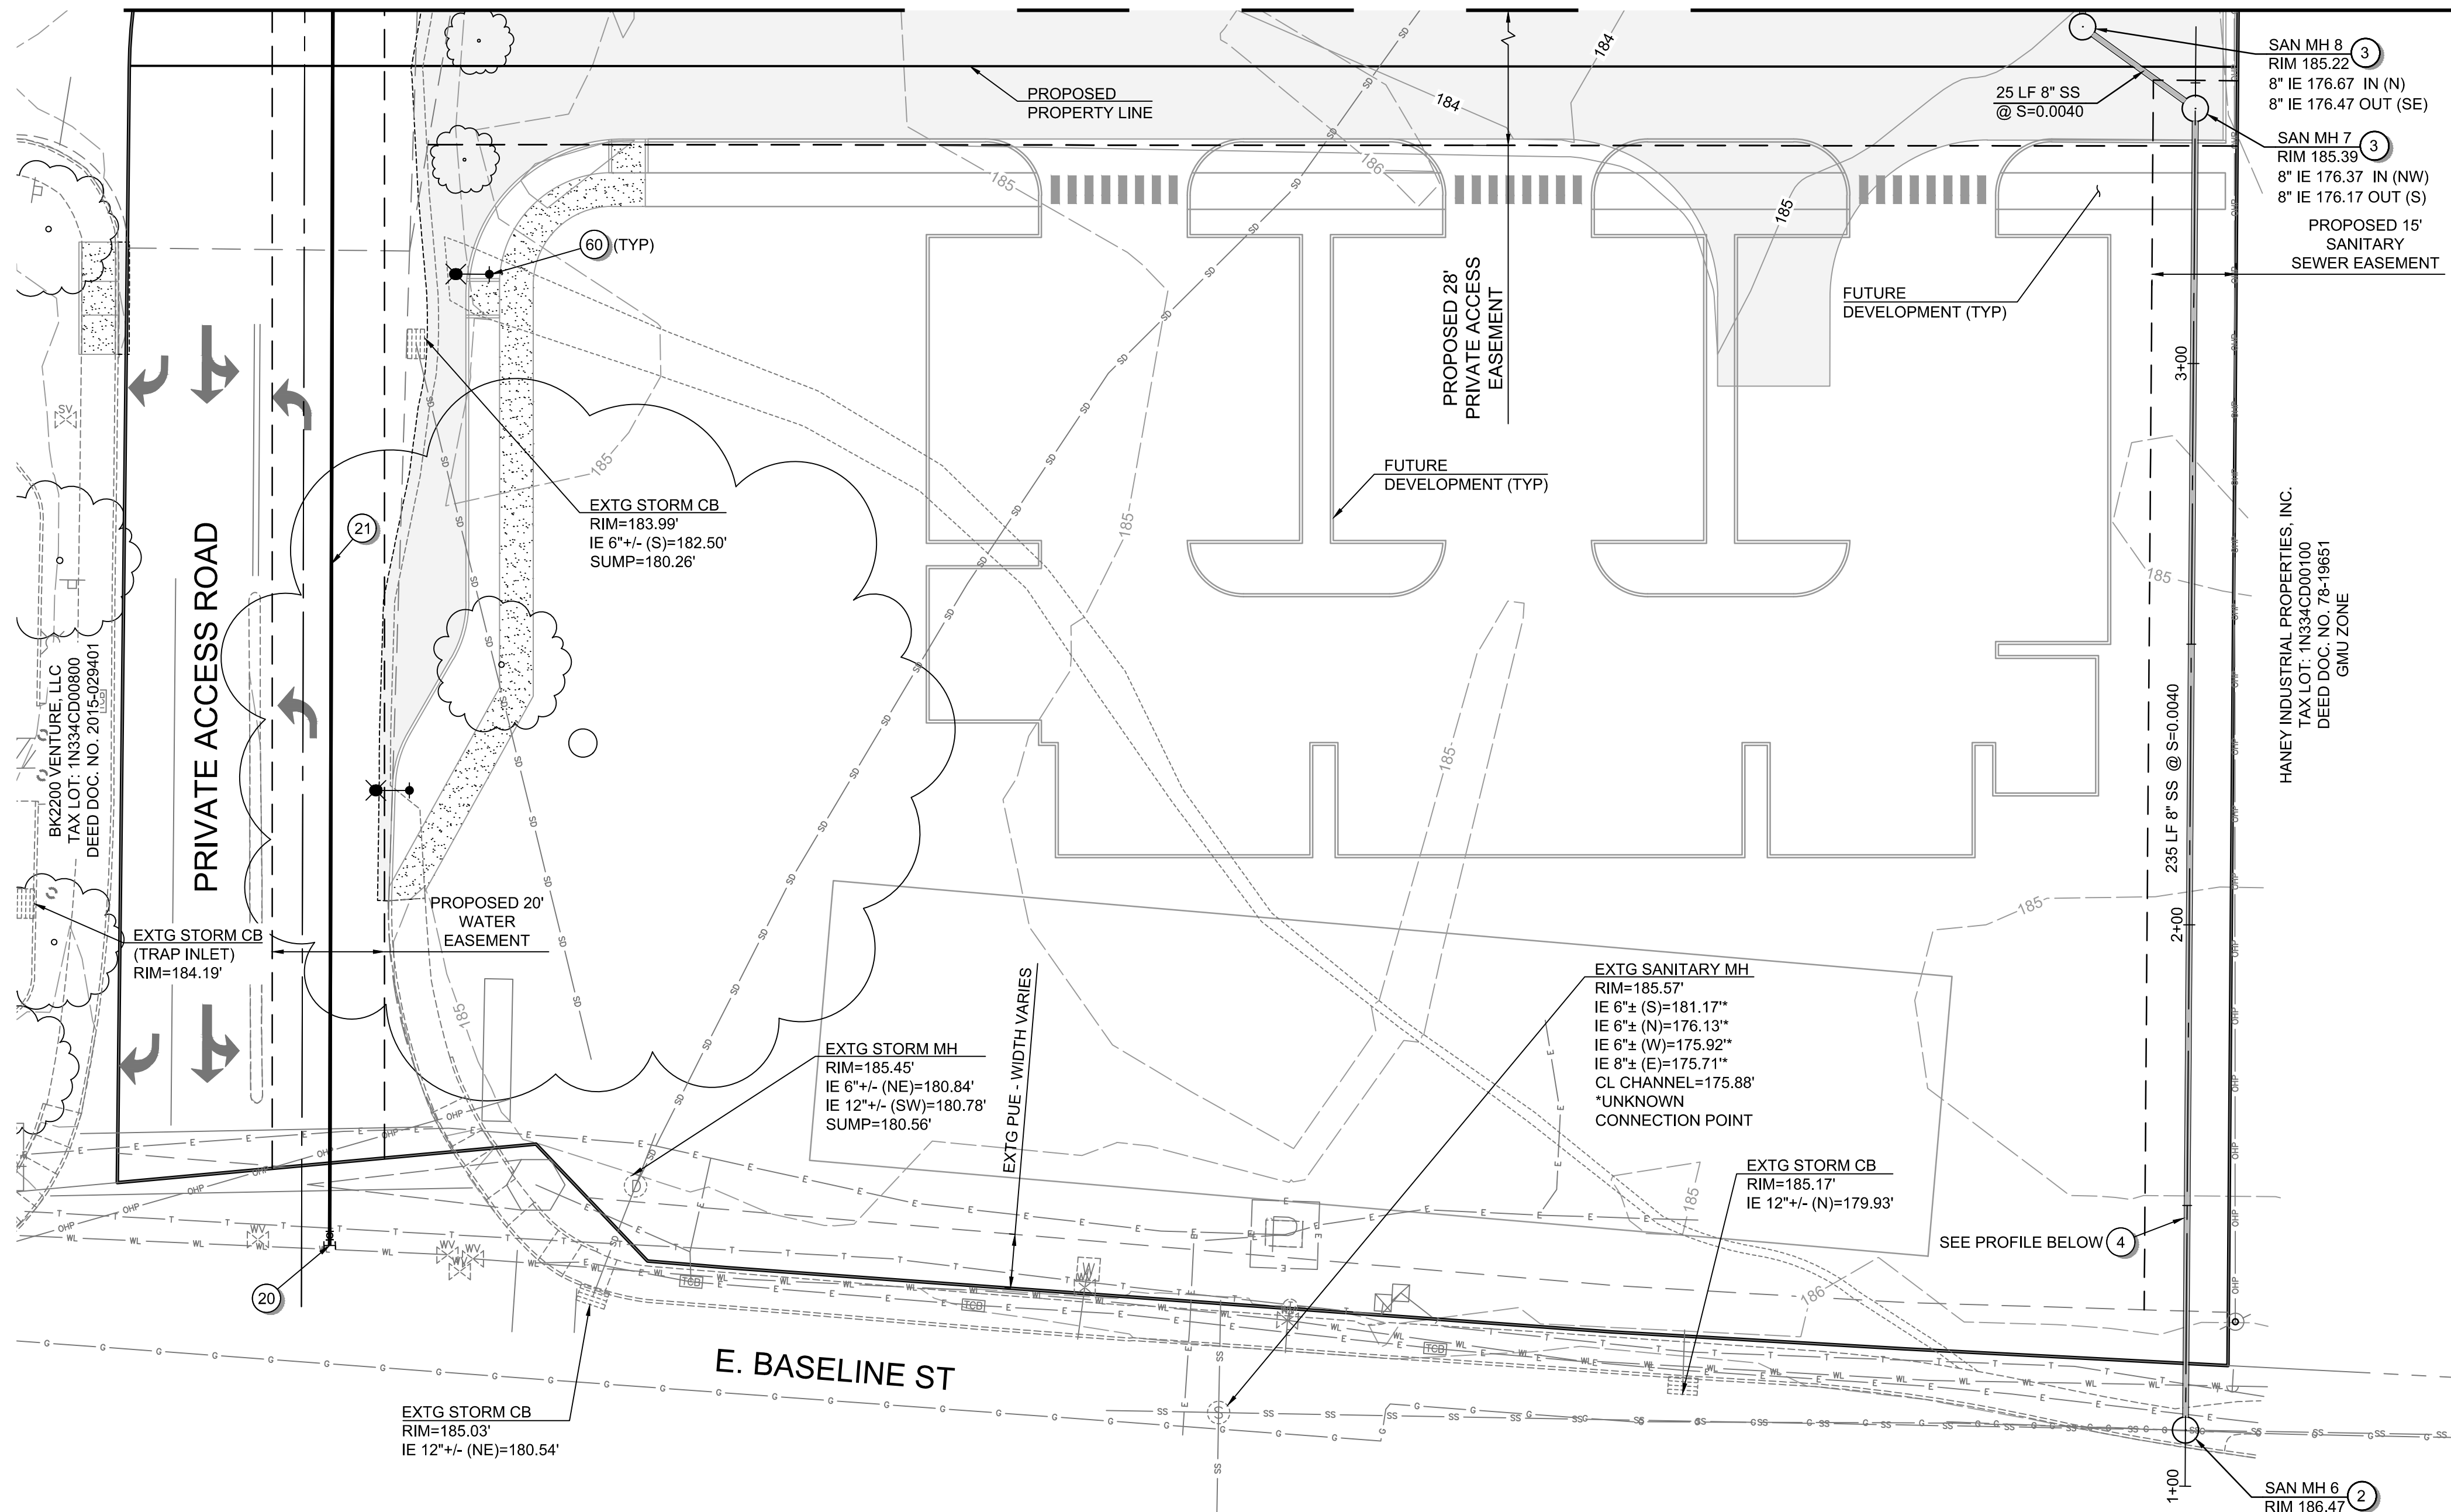 SAN MH 8
3
RIM 185.22
8" IE 176.67 IN (N)
8" IE 176.47 OUT (SE)
25 LF 8" SS
@ S=0.0040
SAN MH 7
3
RIM 185.39
8" IE 176.37 IN (NW)
8" IE 176.17 OUT (S)
PROPOSED 15'
SANITARY
SEWER EASEMENT
PROPOSED
PROPERTY LINE
184
184
185
186
185
60 (TYP)
PROPOSED 28'
PRIVATE ACCESS
EASEMENT
FUTURE
DEVELOPMENT (TYP)
FUTURE
DEVELOPMENT (TYP)
3+00
SV
21
185
185
185
EXTG STORM CB
RIM=183.99'
IE 6"+/- (S)=182.50'
SUMP=180.26'
PRIVATE ACCESS ROAD
BK2200 VENTURE, LLC
TAX LOT: 1N334CD00800
DEED DOC. NO. 2015-029401
HANEY INDUSTRIAL PROPERTIES, INC.
TAX LOT: 1N334CD00100
DEED DOC. NO. 78-19651
GMU ZONE
235 LF 8" SS @ S=0.0040
185
185
2+00
PROPOSED 20'
WATER
EASEMENT
EXTG STORM CB
(TRAP INLET)
RIM=184.19'
185
EXTG PUE - WIDTH VARIES
EXTG STORM MH
RIM=185.45'
IE 6"+/- (NE)=180.84'
IE 12"+/- (SW)=180.78'
SUMP=180.56'
EXTG SANITARY MH
RIM=185.57'
IE 6"± (S)=181.17'*
IE 6"± (N)=176.13'*
IE 6"± (W)=175.92'*
IE 8"± (E)=175.71'*
CL CHANNEL=175.88'
*UNKNOWN
CONNECTION POINT
EXTG STORM CB
RIM=185.17'
IE 12"+/- (N)=179.93'
185
186
SEE PROFILE BELOW 4
20
WV
WV
WV
TCB
TCB
TCB
E. BASELINE ST
EXTG STORM CB
RIM=185.03'
IE 12"+/- (NE)=180.54'
1+00
SAN MH 6
2
RIM 186.47